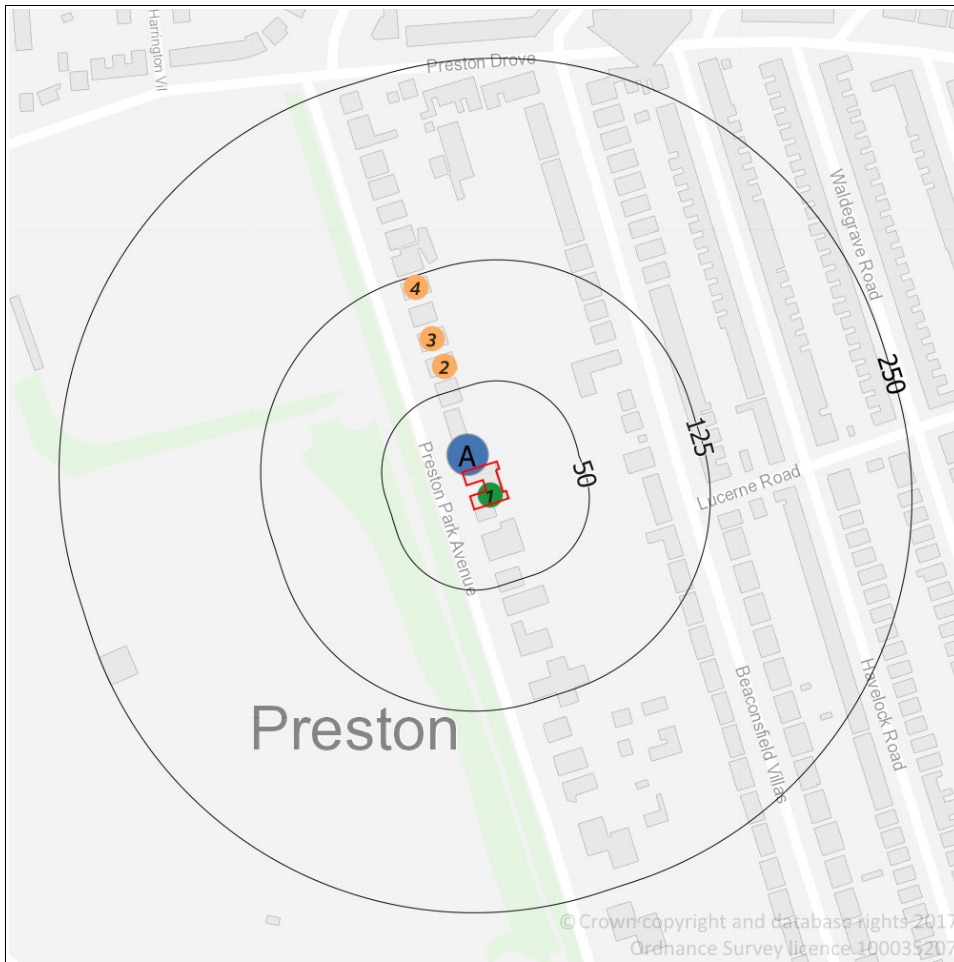 Harrington Vil
Preston Drove
Waldegrave Road
4
3
2
250
A
125
50
1
Preston Park Avenue
Lucerne Road
Preston
Beaconsfield Villas
Havelock Road
© Crown copyright and database rights 2017
Ordnance Survey licence 100035207